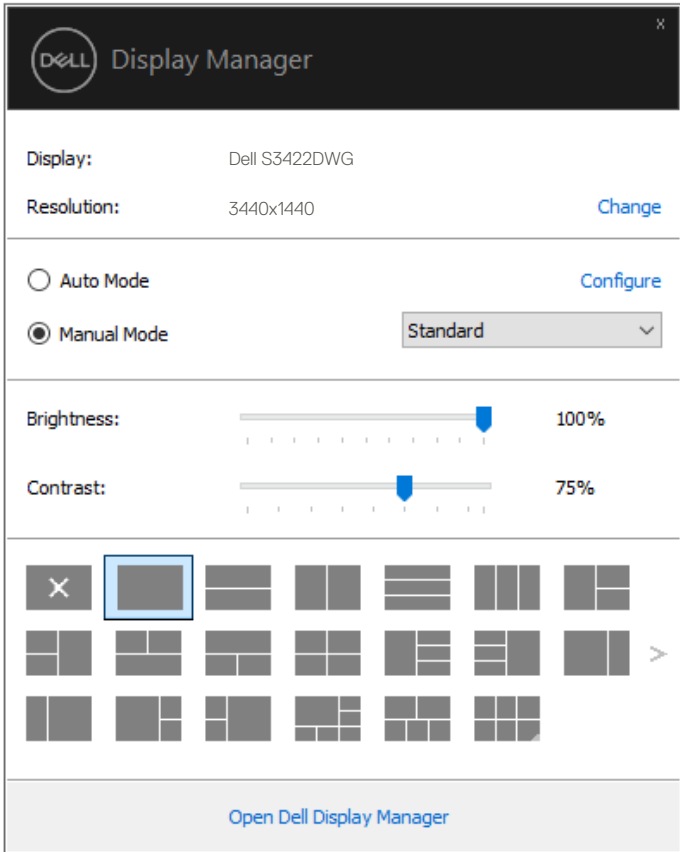 x
DELL Display Manager
Display: Dell S3422DWG
Resolution: 3440x1440 Change
Auto Mode Configure
Manual Mode Standard
Brightness: 100%
Contrast: 75%
Open Dell Display Manager